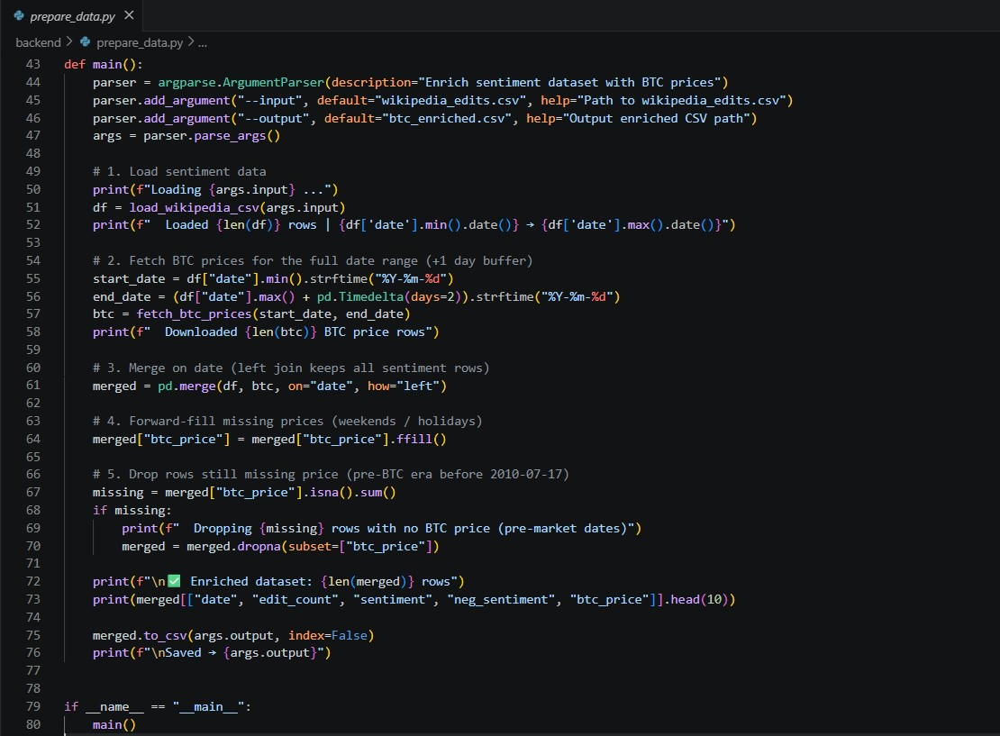 prepare_data.py ×
backend > prepare_data.py > ...
43 def main():
44     parser = argparse.ArgumentParser(description="Enrich sentiment dataset with BTC prices")
45     parser.add_argument("--input", default="wikipedia_edits.csv", help="Path to wikipedia_edits.csv")
46     parser.add_argument("--output", default="btc_enriched.csv", help="Output enriched CSV path")
47     args = parser.parse_args()
48
49     # 1. Load sentiment data
50     print(f"Loading {args.input} ...")
51     df = load_wikipedia_csv(args.input)
52     print(f"  Loaded {len(df)} rows | {df['date'].min().date()} → {df['date'].max().date()}")
53
54     # 2. Fetch BTC prices for the full date range (+1 day buffer)
55     start_date = df["date"].min().strftime("%Y-%m-%d")
56     end_date = (df["date"].max() + pd.Timedelta(days=2)).strftime("%Y-%m-%d")
57     btc = fetch_btc_prices(start_date, end_date)
58     print(f"  Downloaded {len(btc)} BTC price rows")
59
60     # 3. Merge on date (left join keeps all sentiment rows)
61     merged = pd.merge(df, btc, on="date", how="left")
62
63     # 4. Forward-fill missing prices (weekends / holidays)
64     merged["btc_price"] = merged["btc_price"].ffill()
65
66     # 5. Drop rows still missing price (pre-BTC era before 2010-07-17)
67     missing = merged["btc_price"].isna().sum()
68     if missing:
69         print(f"  Dropping {missing} rows with no BTC price (pre-market dates)")
70         merged = merged.dropna(subset=["btc_price"])
71
72     print(f"\n✅ Enriched dataset: {len(merged)} rows")
73     print(merged[["date", "edit_count", "sentiment", "neg_sentiment", "btc_price"]].head(10))
74
75     merged.to_csv(args.output, index=False)
76     print(f"\nSaved → {args.output}")
77
78
79 if __name__ == "__main__":
80     main()